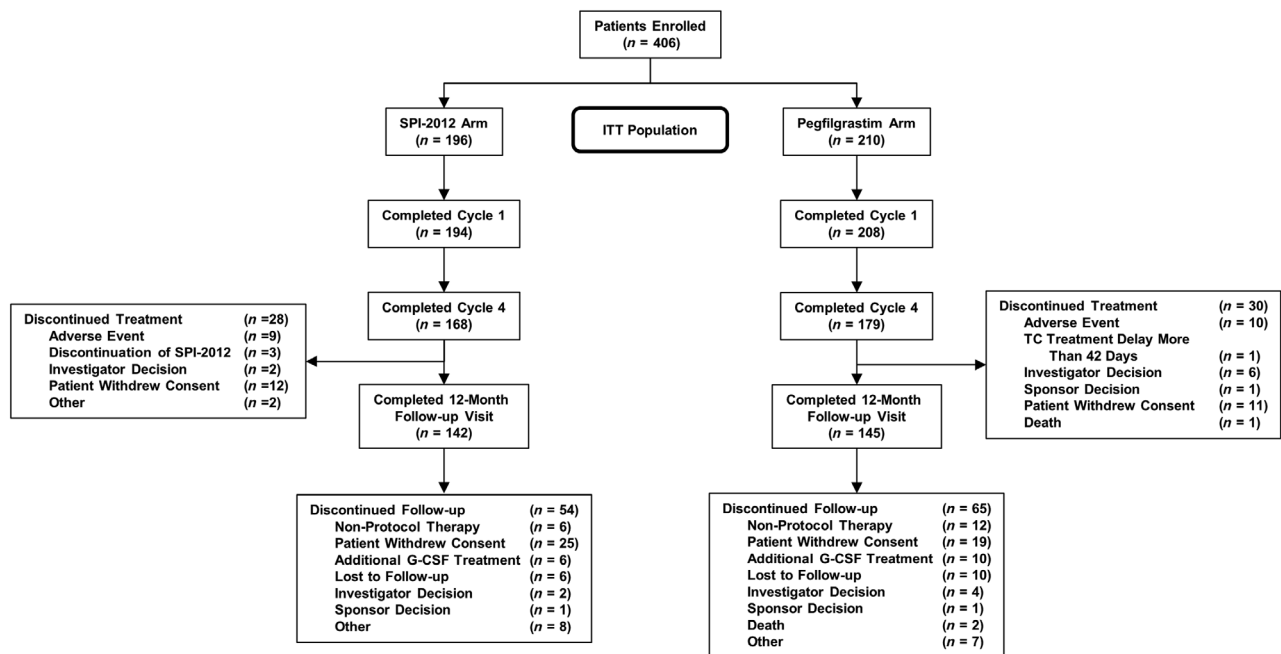 Patients Enrolled
(n = 406)
SPI-2012 Arm
(n = 196)
ITT Population
Pegfilgrastim Arm
(n = 210)
Completed Cycle 1
(n = 194)
Completed Cycle 1
(n = 208)
Completed Cycle 4
(n = 168)
Completed Cycle 4
(n = 179)
Discontinued Treatment (n =28)
Adverse Event (n =9)
Discontinuation of SPI-2012 (n =3)
Investigator Decision (n =2)
Patient Withdrew Consent (n =12)
Other (n =2)
Discontinued Treatment (n = 30)
Adverse Event (n = 10)
TC Treatment Delay More
Than 42 Days (n = 1)
Investigator Decision (n = 6)
Sponsor Decision (n = 1)
Patient Withdrew Consent (n = 11)
Death (n = 1)
Completed 12-Month
Follow-up Visit
(n = 142)
Completed 12-Month
Follow-up Visit
(n = 145)
Discontinued Follow-up (n = 54)
Non-Protocol Therapy (n = 6)
Patient Withdrew Consent (n = 25)
Additional G-CSF Treatment (n = 6)
Lost to Follow-up (n = 6)
Investigator Decision (n = 2)
Sponsor Decision (n = 1)
Other (n = 8)
Discontinued Follow-up (n = 65)
Non-Protocol Therapy (n = 12)
Patient Withdrew Consent (n = 19)
Additional G-CSF Treatment (n = 10)
Lost to Follow-up (n = 10)
Investigator Decision (n = 4)
Sponsor Decision (n = 1)
Death (n = 2)
Other (n = 7)